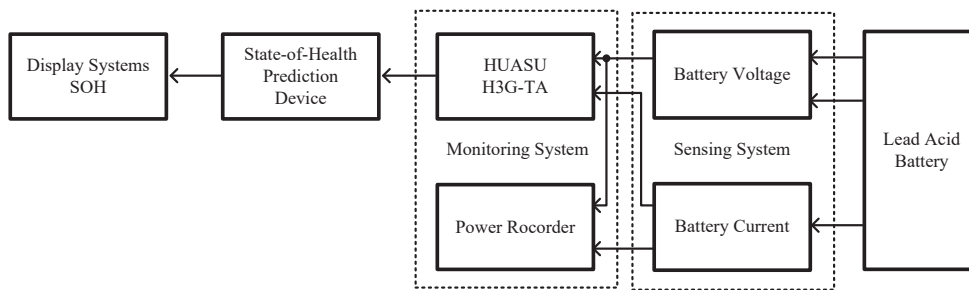 Display Systems
SOH
State-of-Health
Prediction
Device
HUASU
H3G-TA
Monitoring System
Power Rocorder
Battery Voltage
Sensing System
Battery Current
Lead Acid
Battery